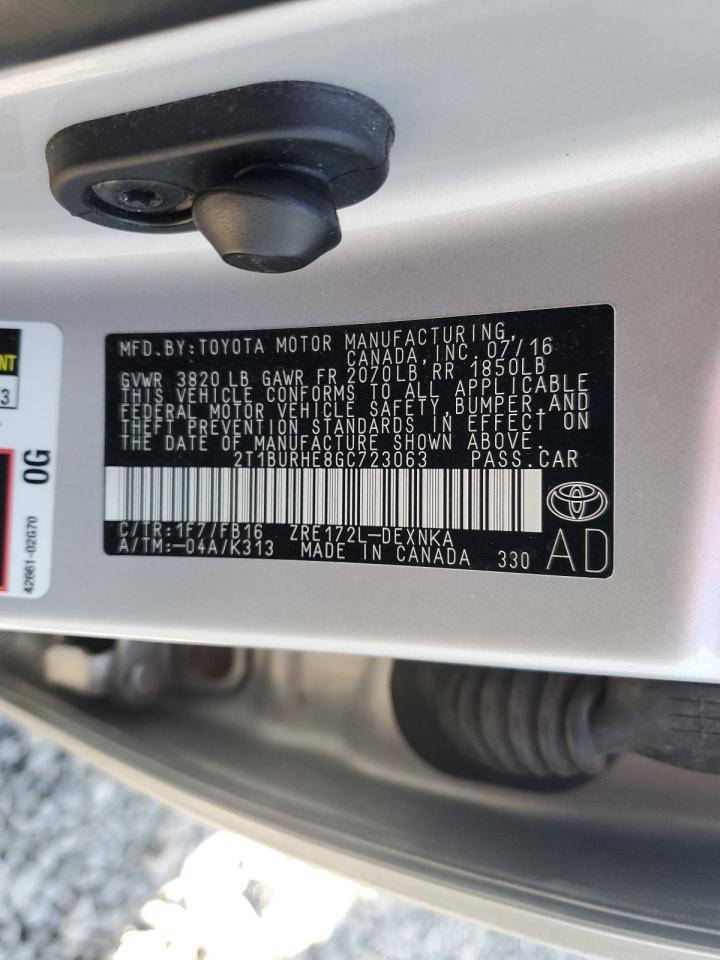 MFD. BY: TOYOTA MOTOR MANUFACTURING,
CANADA, INC. 07/16
GVWR 3820 LB GAWR FR 2070LB, RR 1850LB
THIS VEHICLE CONFORMS TO ALL APPLICABLE
FEDERAL MOTOR VEHICLE SAFETY, BUMPER, AND
THEFT PREVENTION STANDARDS IN EFFECT ON
THE DATE OF MANUFACTURE SHOWN ABOVE.
2T1BURHE8GC723063 PASS.CAR
C/TR:1F7/FB16 ZRE172L-DEXNKA
A/TM:-04A/K313 MADE IN CANADA 330 AD
3
0G
42661-02G70